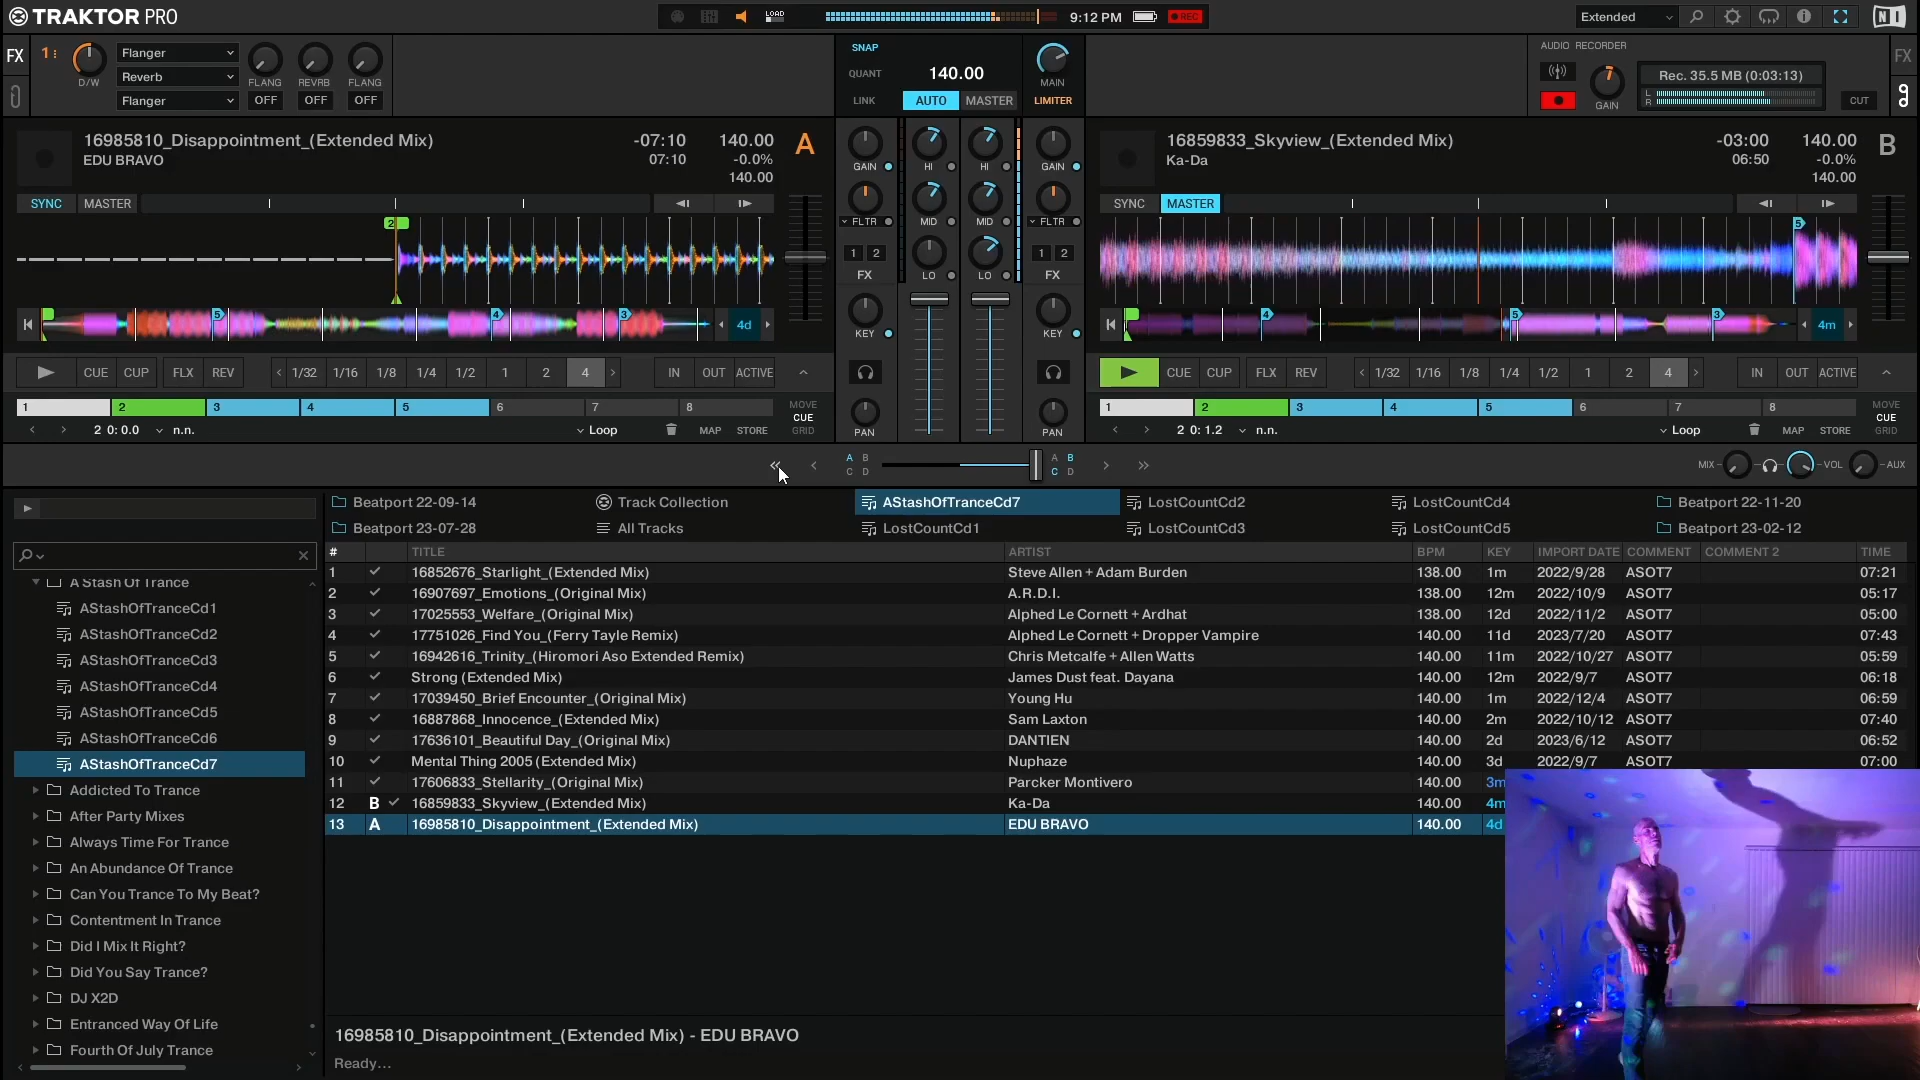 TRAKTOR PRO
LOAD
9:12 PM
REC
Extended
NI
FX
1
D/W
Flanger
Reverb
Flanger
FLANG
REVRB
FLANG
OFF
OFF
OFF
SNAP
QUANT
140.00
LINK
AUTO
MASTER
MAIN
LIMITER
AUDIO RECORDER
GAIN
Rec. 35.5 MB (0:03:13)
L
R
CUT
FX
16985810_Disappointment_(Extended Mix)
EDU BRAVO
-07:10
07:10
140.00
-0.0%
140.00
A
SYNC
MASTER
2
5
4
3
4d
CUE
CUP
FLX
REV
1/32
1/16
1/8
1/4
1/2
1
2
4
IN
OUT
ACTIVE
1
2
3
4
5
6
7
8
MOVE
CUE
GRID
2 0: 0.0
n.n.
Loop
MAP
STORE
GAIN
HI
HI
GAIN
FLTR
MID
MID
FLTR
1 2
1 2
FX
LO
LO
FX
KEY
KEY
PAN
PAN
16859833_Skyview_(Extended Mix)
Ka-Da
-03:00
06:50
140.00
-0.0%
140.00
B
SYNC
MASTER
5
4
5
3
4m
CUE
CUP
FLX
REV
1/32
1/16
1/8
1/4
1/2
1
2
4
IN
OUT
ACTIVE
1
2
3
4
5
6
7
8
MOVE
CUE
GRID
2 0: 1.2
n.n.
Loop
MAP
STORE
A B
C D
A B
C D
MIX
VOL
AUX
Beatport 22-09-14
Track Collection
AStashOfTranceCd7
LostCountCd2
LostCountCd4
Beatport 22-11-20
Beatport 23-07-28
All Tracks
LostCountCd1
LostCountCd3
LostCountCd5
Beatport 23-02-12
A Stash Of Trance
AStashOfTranceCd1
AStashOfTranceCd2
AStashOfTranceCd3
AStashOfTranceCd4
AStashOfTranceCd5
AStashOfTranceCd6
AStashOfTranceCd7
Addicted To Trance
After Party Mixes
Always Time For Trance
An Abundance Of Trance
Can You Trance To My Beat?
Contentment In Trance
Did I Mix It Right?
Did You Say Trance?
DJ X2D
Entranced Way Of Life
Fourth Of July Trance
# TITLE ARTIST BPM KEY IMPORT DATE COMMENT COMMENT 2 TIME
1 16852676_Starlight_(Extended Mix) Steve Allen + Adam Burden 138.00 1m 2022/9/28 ASOT7 07:21
2 16907697_Emotions_(Original Mix) A.R.D.I. 138.00 12m 2022/10/9 ASOT7 05:17
3 17025553_Welfare_(Original Mix) Alphed Le Cornett + Ardhat 138.00 12d 2022/11/2 ASOT7 05:00
4 17751026_Find You_(Ferry Tayle Remix) Alphed Le Cornett + Dropper Vampire 140.00 11d 2023/7/20 ASOT7 07:43
5 16942616_Trinity_(Hiromori Aso Extended Remix) Chris Metcalfe + Allen Watts 140.00 11m 2022/10/27 ASOT7 05:59
6 Strong (Extended Mix) James Dust feat. Dayana 140.00 12m 2022/9/7 ASOT7 06:18
7 17039450_Brief Encounter_(Original Mix) Young Hu 140.00 1m 2022/12/4 ASOT7 06:59
8 16887868_Innocence_(Extended Mix) Sam Laxton 140.00 2m 2022/10/12 ASOT7 07:40
9 17636101_Beautiful Day_(Original Mix) DANTIEN 140.00 2d 2023/6/12 ASOT7 06:52
10 Mental Thing 2005 (Extended Mix) Nuphaze 140.00 3d 2022/9/7 ASOT7 07:00
11 17606833_Stellarity_(Original Mix) Parcker Montivero 140.00 3m
12 B 16859833_Skyview_(Extended Mix) Ka-Da 140.00 4m
13 A 16985810_Disappointment_(Extended Mix) EDU BRAVO 140.00 4d
16985810_Disappointment_(Extended Mix) - EDU BRAVO
Ready...